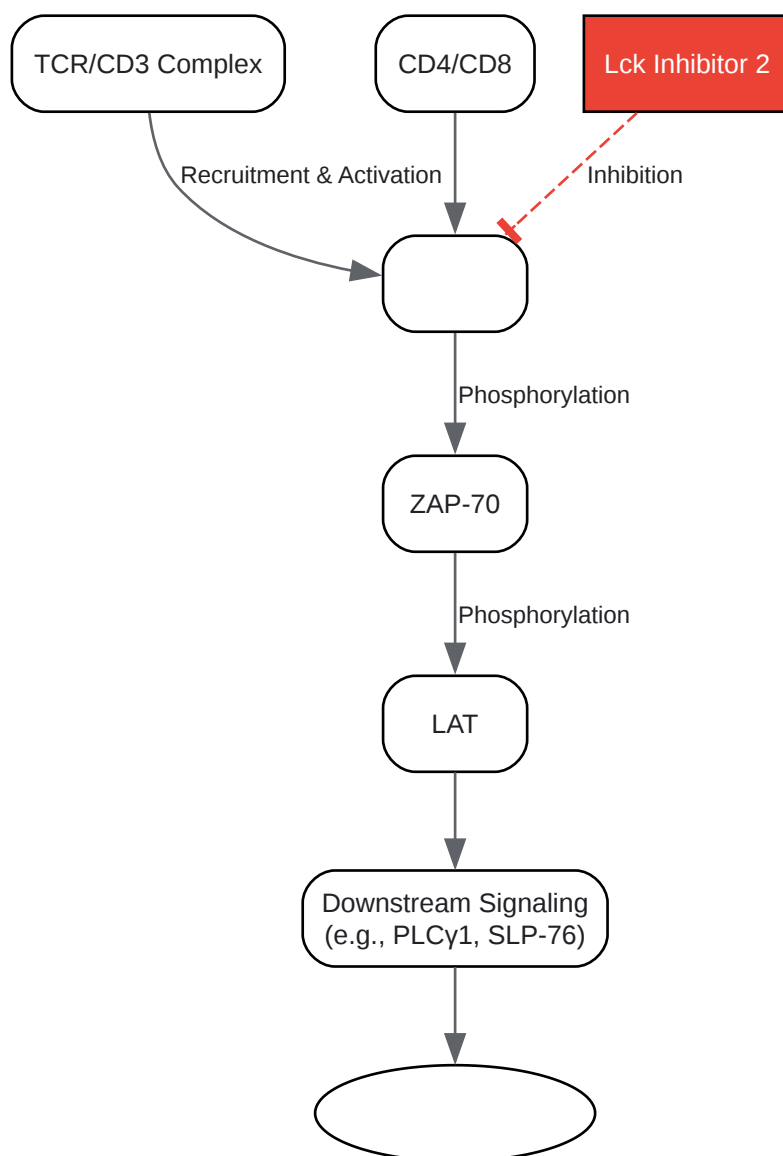 TCR/CD3 Complex
CD4/CD8
Lck Inhibitor 2
Recruitment & Activation
Inhibition
Phosphorylation
ZAP-70
Phosphorylation
LAT
Downstream Signaling
(e.g., PLCγ1, SLP-76)